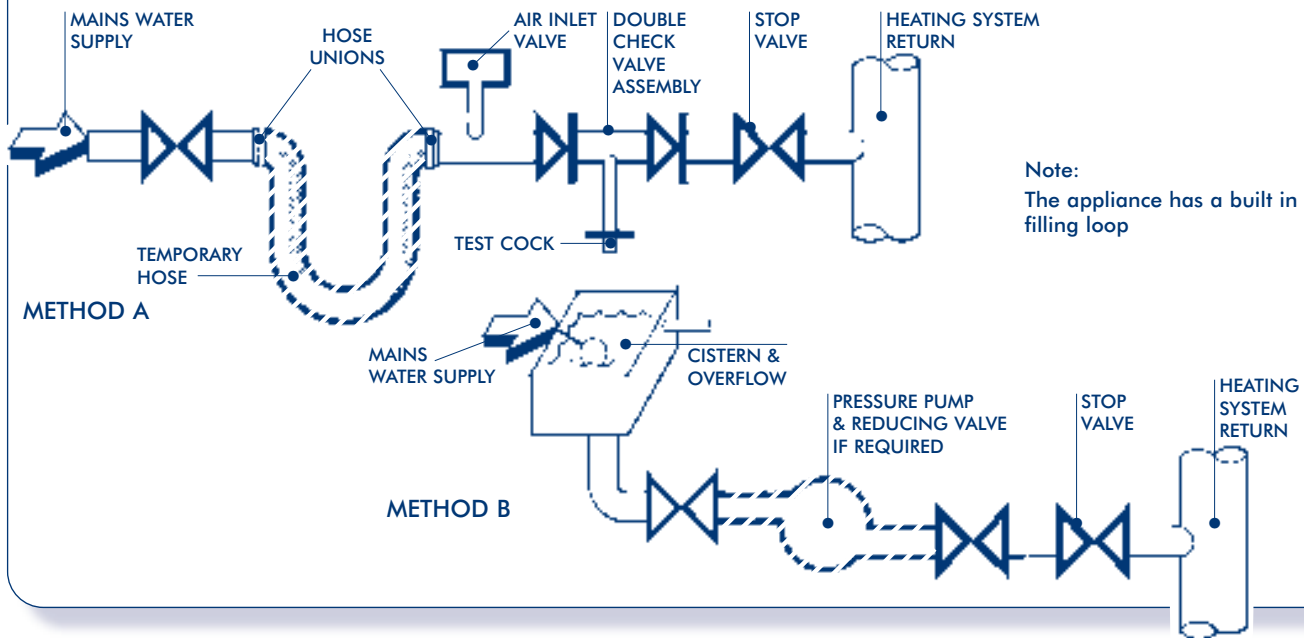 MAINS WATER
SUPPLY
HOSE
UNIONS
AIR INLET
VALVE
DOUBLE
CHECK
VALVE
ASSEMBLY
STOP
VALVE
HEATING SYSTEM
RETURN
Note:
The appliance has a built in
filling loop
TEMPORARY
HOSE
TEST COCK
METHOD A
MAINS
WATER SUPPLY
CISTERN &
OVERFLOW
PRESSURE PUMP
& REDUCING VALVE
IF REQUIRED
STOP
VALVE
HEATING
SYSTEM
RETURN
METHOD B